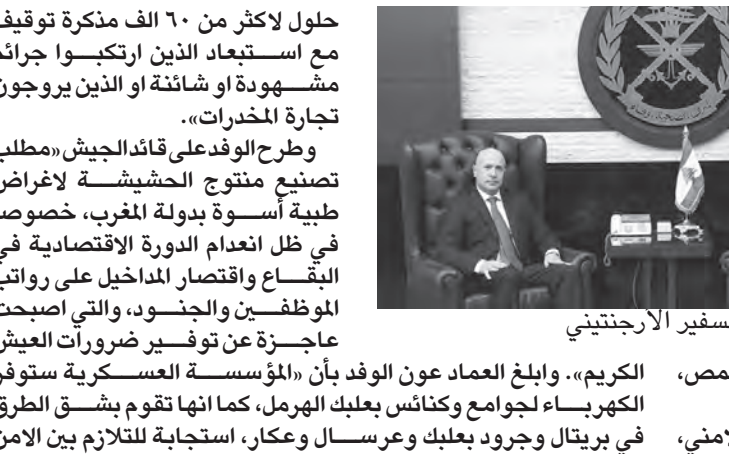 حلول لاكثر من ٦٠ الف مذكرة توقيف
مع استبعاد الذين ارتكبوا جرائم
مشهودة او شائنة او الذين يروجون
تجارة المخدرات».
وطرح الوفد على قائد الجيش «مطلب
تصنيع منتوج الحشيشة لاغراض
طبية أسوة بدولة المغرب، خصوصا
في ظل انعدام الدورة الاقتصادية في
البقاع واقتصار المداخيل على رواتب
الموظفين والجنود، والتي اصبحت
عاجزة عن توفير ضرورات العيش
الكريم». وابلغ العماد عون الوفد بأن «المؤسسة العسكرية ستوفر
الكهرباء لجوامع وكنائس بعلبك الهرمل، كما انها تقوم بشق الطرق
في بريتال وجرود بعلبك وعرسال وعكار، استجابة للتلازم بين الامن
الارجنتيني